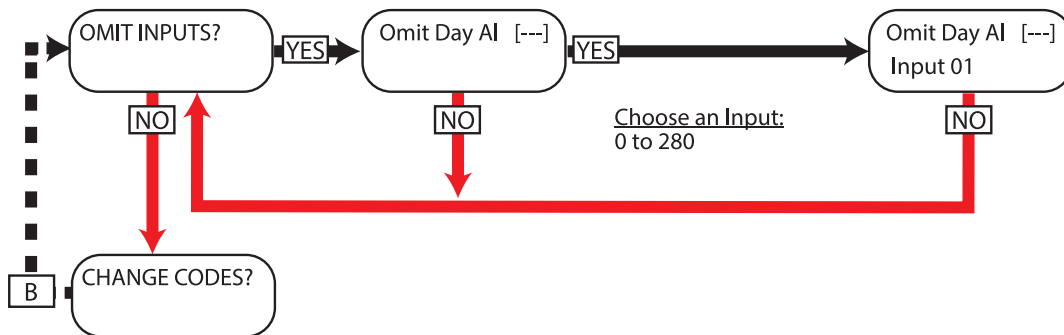 OMIT INPUTS?
YES
Omit Day Al [---]
YES
Omit Day Al [---]
Input 01
NO
NO
Choose an Input:
0 to 280
NO
B
CHANGE CODES?